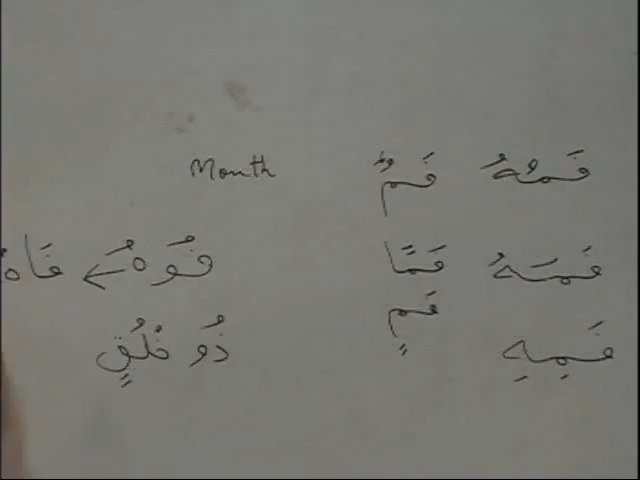 فَمُهُ فَمٌ Mouth
فَمَهُ فَمًا فُوهُ ← فَاهُ
فَمِهِ فَمٍ ذُو خُلُقٍ